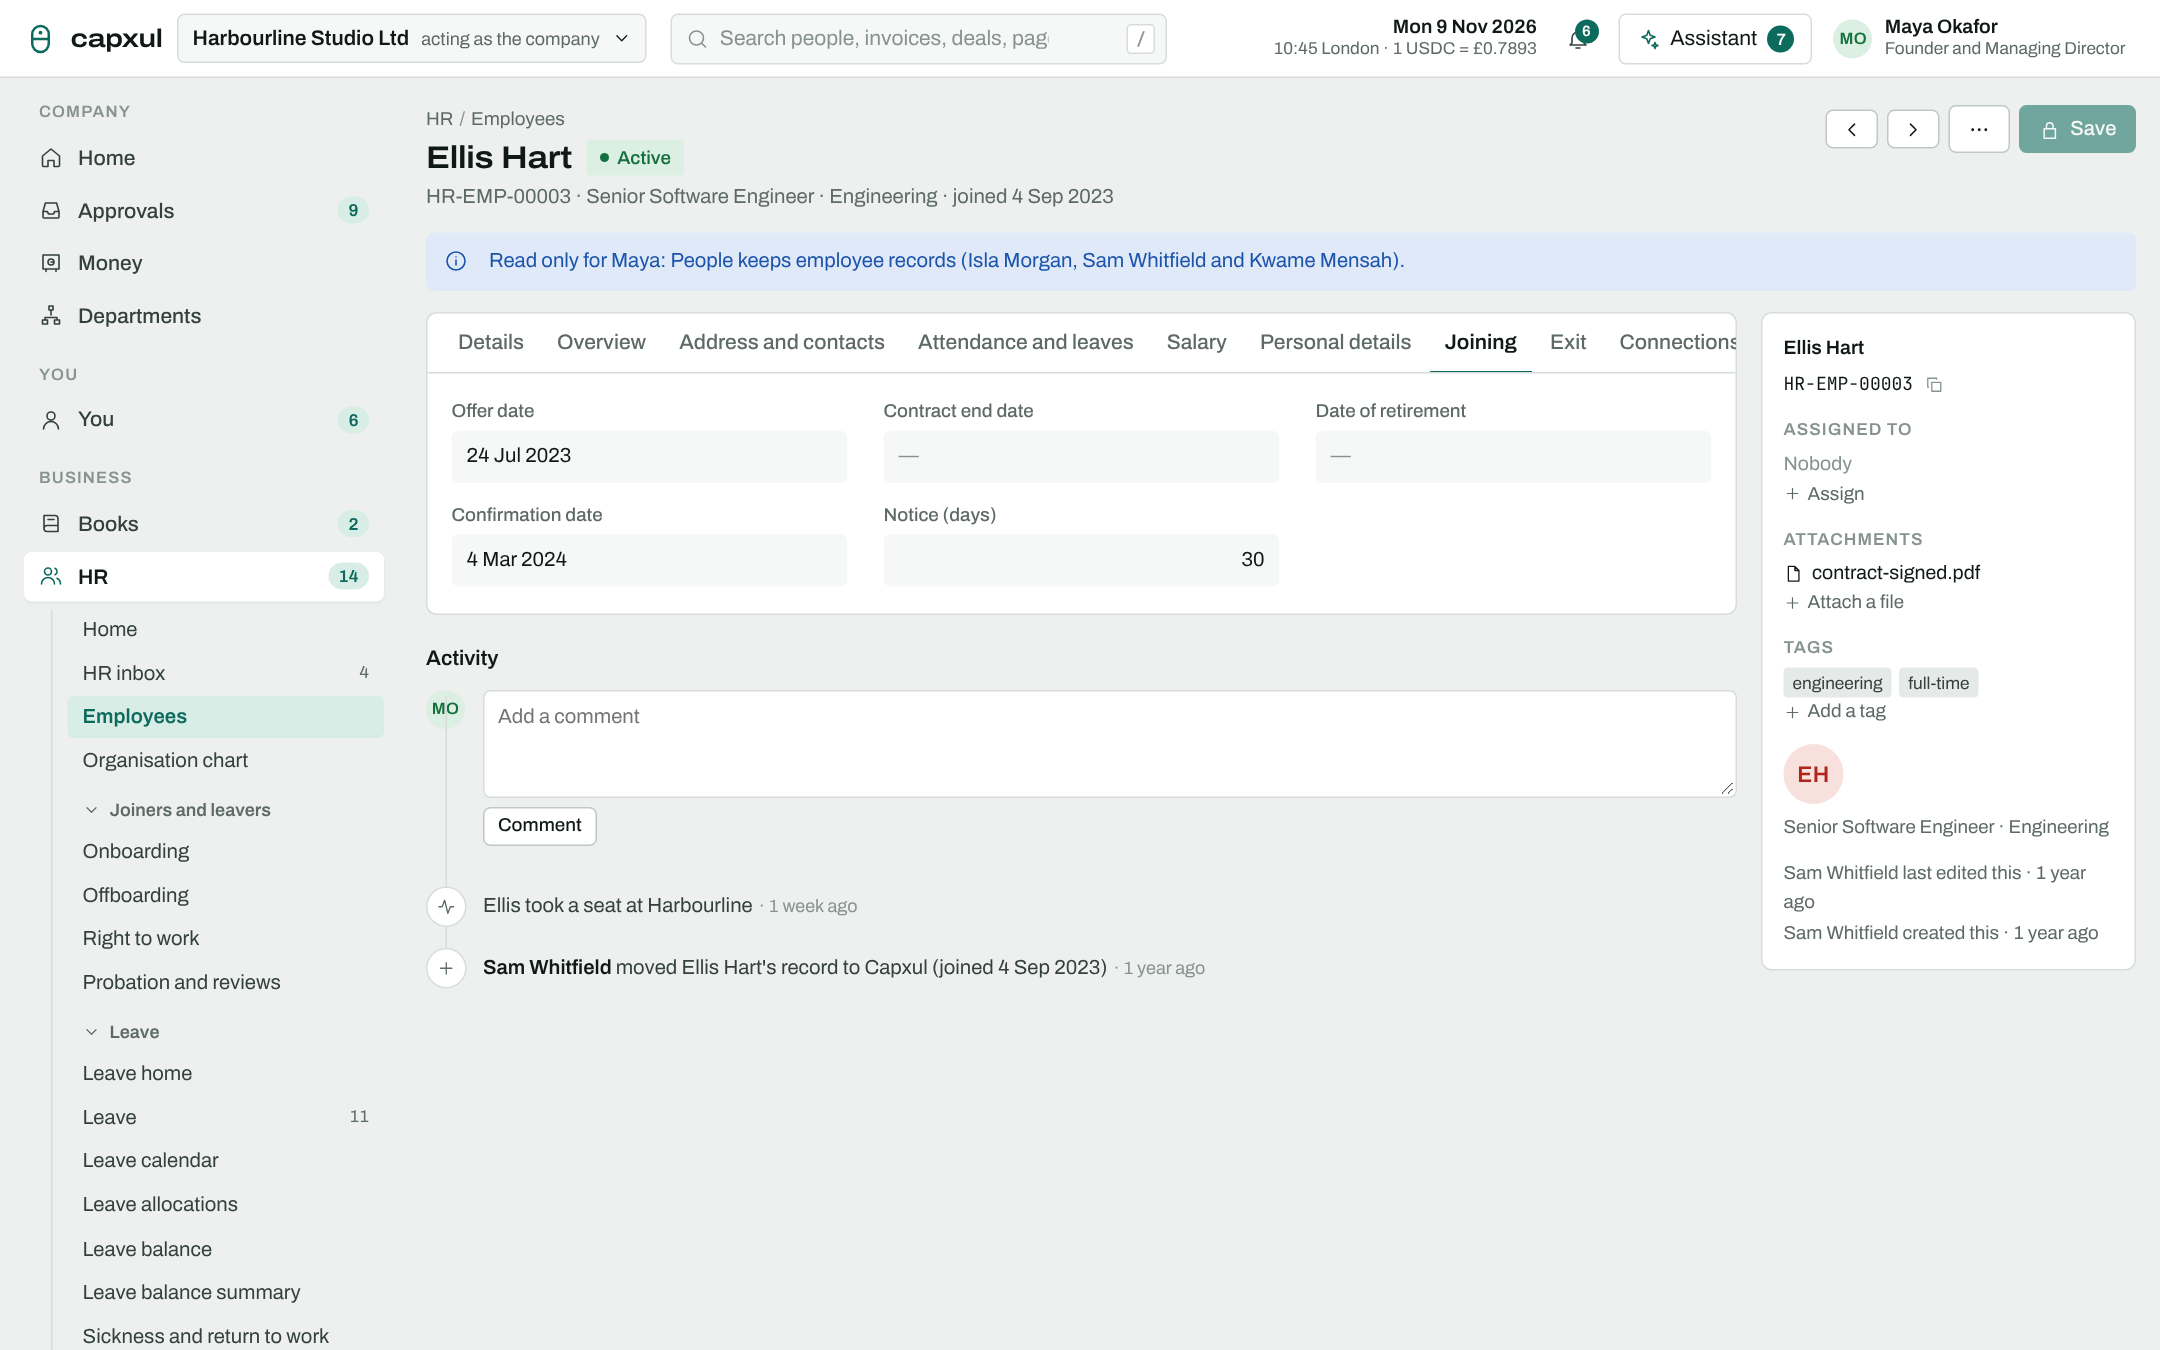 capxul
Harbourline Studio Ltd acting as the company
Search people, invoices, deals, pag
/
Mon 9 Nov 2026
10:45 London · 1 USDC = £0.7893
6
Assistant 7
MO
Maya Okafor
Founder and Managing Director
COMPANY
Home
Approvals 9
Money
Departments
YOU
You 6
BUSINESS
Books 2
HR 14
Home
HR inbox 4
Employees
Organisation chart
Joiners and leavers
Onboarding
Offboarding
Right to work
Probation and reviews
Leave
Leave home
Leave 11
Leave calendar
Leave allocations
Leave balance
Leave balance summary
Sickness and return to work
HR / Employees
Ellis Hart Active
HR-EMP-00003 · Senior Software Engineer · Engineering · joined 4 Sep 2023
Save
Read only for Maya: People keeps employee records (Isla Morgan, Sam Whitfield and Kwame Mensah).
Details Overview Address and contacts Attendance and leaves Salary Personal details Joining Exit Connections
Offer date Contract end date Date of retirement
24 Jul 2023 — —
Confirmation date Notice (days)
4 Mar 2024 30
Activity
MO
Add a comment
Comment
Ellis took a seat at Harbourline · 1 week ago
Sam Whitfield moved Ellis Hart's record to Capxul (joined 4 Sep 2023) · 1 year ago
Ellis Hart
HR-EMP-00003
ASSIGNED TO
Nobody
+ Assign
ATTACHMENTS
contract-signed.pdf
+ Attach a file
TAGS
engineering full-time
+ Add a tag
EH
Senior Software Engineer · Engineering
Sam Whitfield last edited this · 1 year
ago
Sam Whitfield created this · 1 year ago